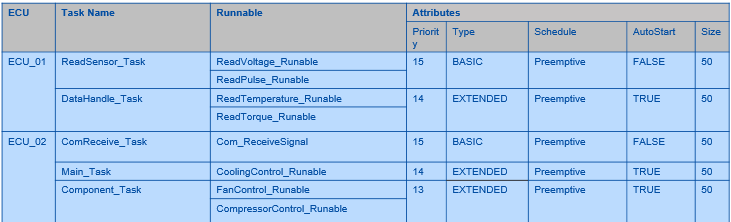 ECU Task Name Runnable Attributes
Priorit Type Schedule AutoStart Size
y
ECU_01 ReadSensor_Task ReadVoltage_Runable 15 BASIC Preemptive FALSE 50
ReadPulse_Runable
DataHandle_Task ReadTemperature_Runable 14 EXTENDED Preemptive TRUE 50
ReadTorque_Runable
ECU_02 ComReceive_Task Com_ReceiveSignal 15 BASIC Preemptive FALSE 50
Main_Task CoolingControl_Runable 14 EXTENDED Preemptive TRUE 50
Component_Task FanControl_Runable 13 EXTENDED Preemptive TRUE 50
CompressorControl_Runable